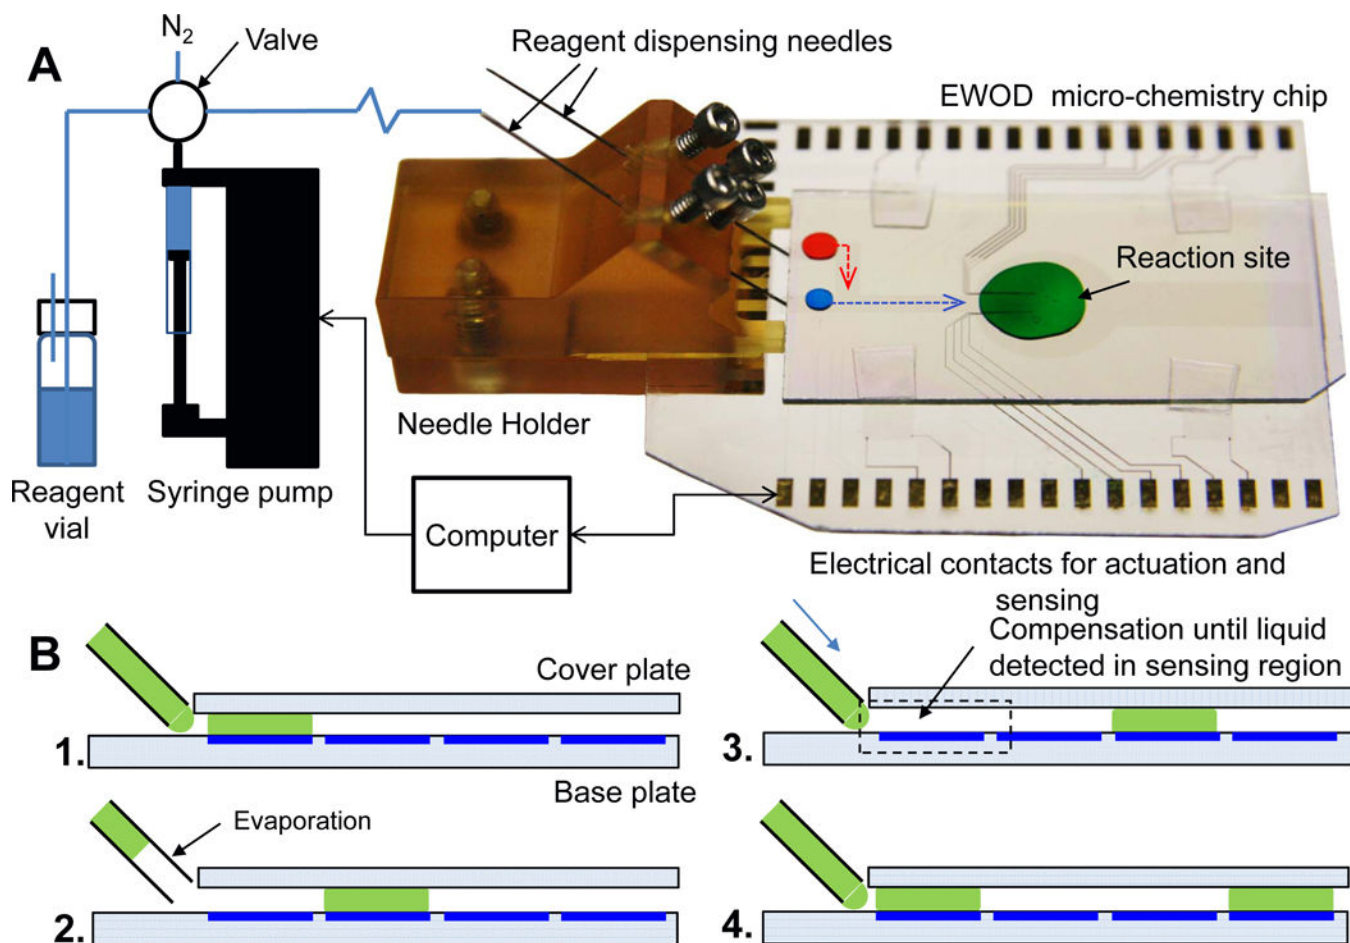 A
N2
Valve
Reagent dispensing needles
EWOD micro-chemistry chip
Reaction site
Needle Holder
Reagent
vial
Syringe pump
Computer
Electrical contacts for actuation and
sensing
B
Cover plate
1.
Base plate
Evaporation
2.
Compensation until liquid
detected in sensing region
3.
4.